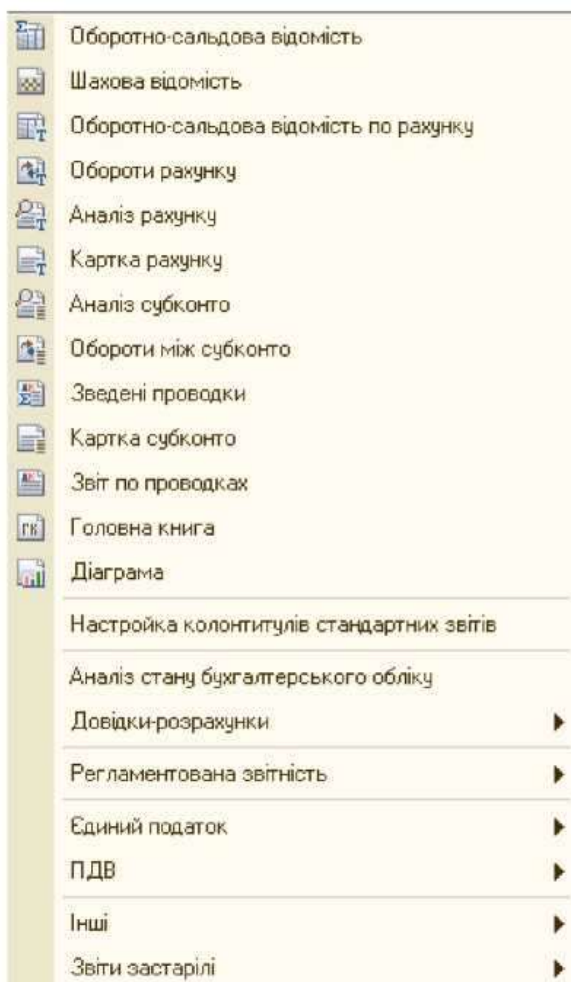 Оборотно-сальдова відомість
Шахова відомість
Оборотно-сальдова відомість по рахунку
Обороти рахунку
Аналіз рахунку
Картка рахунку
Аналіз субконто
Обороти між субконто
Зведені проводки
Картка субконто
Звіт по проводках
ГК Головна книга
Діаграма
Настройка колонтитулів стандартних звітів
Аналіз стану бухгалтерського обліку
Довідки-розрахунки
Регламентована звітність
Єдиний податок
ПДВ
Інші
Звіти застарілі